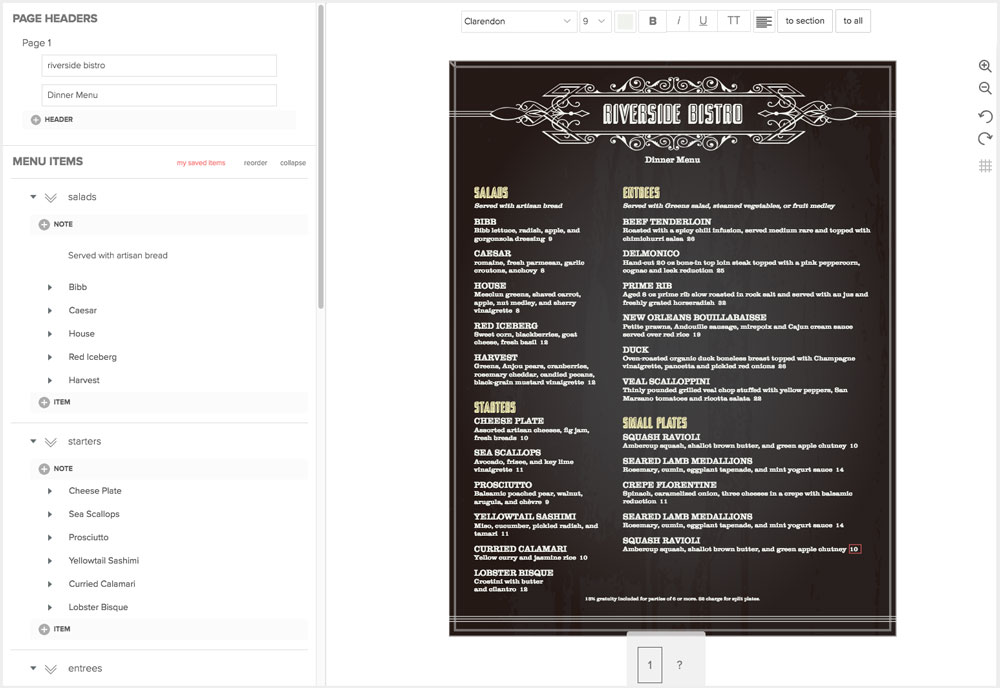 PAGE HEADERS
Page 1
riverside bistro
Dinner Menu
HEADER
MENU ITEMS
my saved items
reorder
collapse
salads
NOTE
Served with artisan bread
Bibb
Caesar
House
Red Iceberg
Harvest
ITEM
starters
NOTE
Cheese Plate
Sea Scallops
Prosciutto
Yellowtail Sashimi
Curried Calamari
Lobster Bisque
ITEM
entrees
Clarendon
9
B
i
U
TT
to section
to all
RIVERSIDE BISTRO
Dinner Menu
SALADS
Served with artisan bread
BIBB
Bibb lettuce, radish, apple, and
gorgonzola dressing 9
CAESAR
romaine, fresh parmesan, garlic
croutons, anchovy 8
HOUSE
Mesclun greens, shaved carrot,
apple, nut medley, and sherry
vinaigrette 8
RED ICEBERG
Sweet corn, blackberries, goat
cheese, fresh basil 12
HARVEST
Greens, Anjou pears, cranberries,
rosemary cheddar, candied pecans,
black-grain mustard vinaigrette 12
STARTERS
CHEESE PLATE
Assorted artisan cheeses, fig jam,
fresh breads 10
SEA SCALLOPS
Avocado, frisee, and key lime
vinaigrette 11
PROSCIUTTO
Balsamic poached pear, walnut,
arugula, and chèvre 9
YELLOWTAIL SASHIMI
Miso, cucumber, pickled radish, and
tamari 11
CURRIED CALAMARI
Yellow curry and jasmine rice 10
LOBSTER BISQUE
Crostini with butter
and cilantro 12
ENTREES
Served with Greens salad, steamed vegetables, or fruit medley
BEEF TENDERLOIN
Roasted with a spicy chili infusion, served medium rare and topped with
chimichurri salsa 26
DELMONICO
Hand-cut 20 oz bone-in top loin steak topped with a pink peppercorn,
cognac and leek reduction 25
PRIME RIB
Aged 8 oz prime rib slow roasted in rock salt and served with au jus and
freshly grated horseradish 32
NEW ORLEANS BOUILLABAISSE
Petite prawns, Andouille sausage, mirepoix and Cajun cream sauce
served over red rice 19
DUCK
Oven-roasted organic duck boneless breast topped with Champagne
vinaigrette, pancetta and pickled red onions 26
VEAL SCALLOPPINI
Thinly pounded grilled veal chop stuffed with yellow peppers, San
Marzano tomatoes and ricotta salata 22
SMALL PLATES
SQUASH RAVIOLI
Ambercup squash, shallot brown butter, and green apple chutney 10
SEARED LAMB MEDALLIONS
Rosemary, cumin, eggplant tapenade, and mint yogurt sauce 14
CREPE FLORENTINE
Spinach, caramelized onion, three cheeses in a crepe with balsamic
reduction 11
SEARED LAMB MEDALLIONS
Rosemary, cumin, eggplant tapenade, and mint yogurt sauce 14
SQUASH RAVIOLI
Ambercup squash, shallot brown butter, and green apple chutney 10
gratuity included for parties of 6 or more. charge for split plates.
1
?